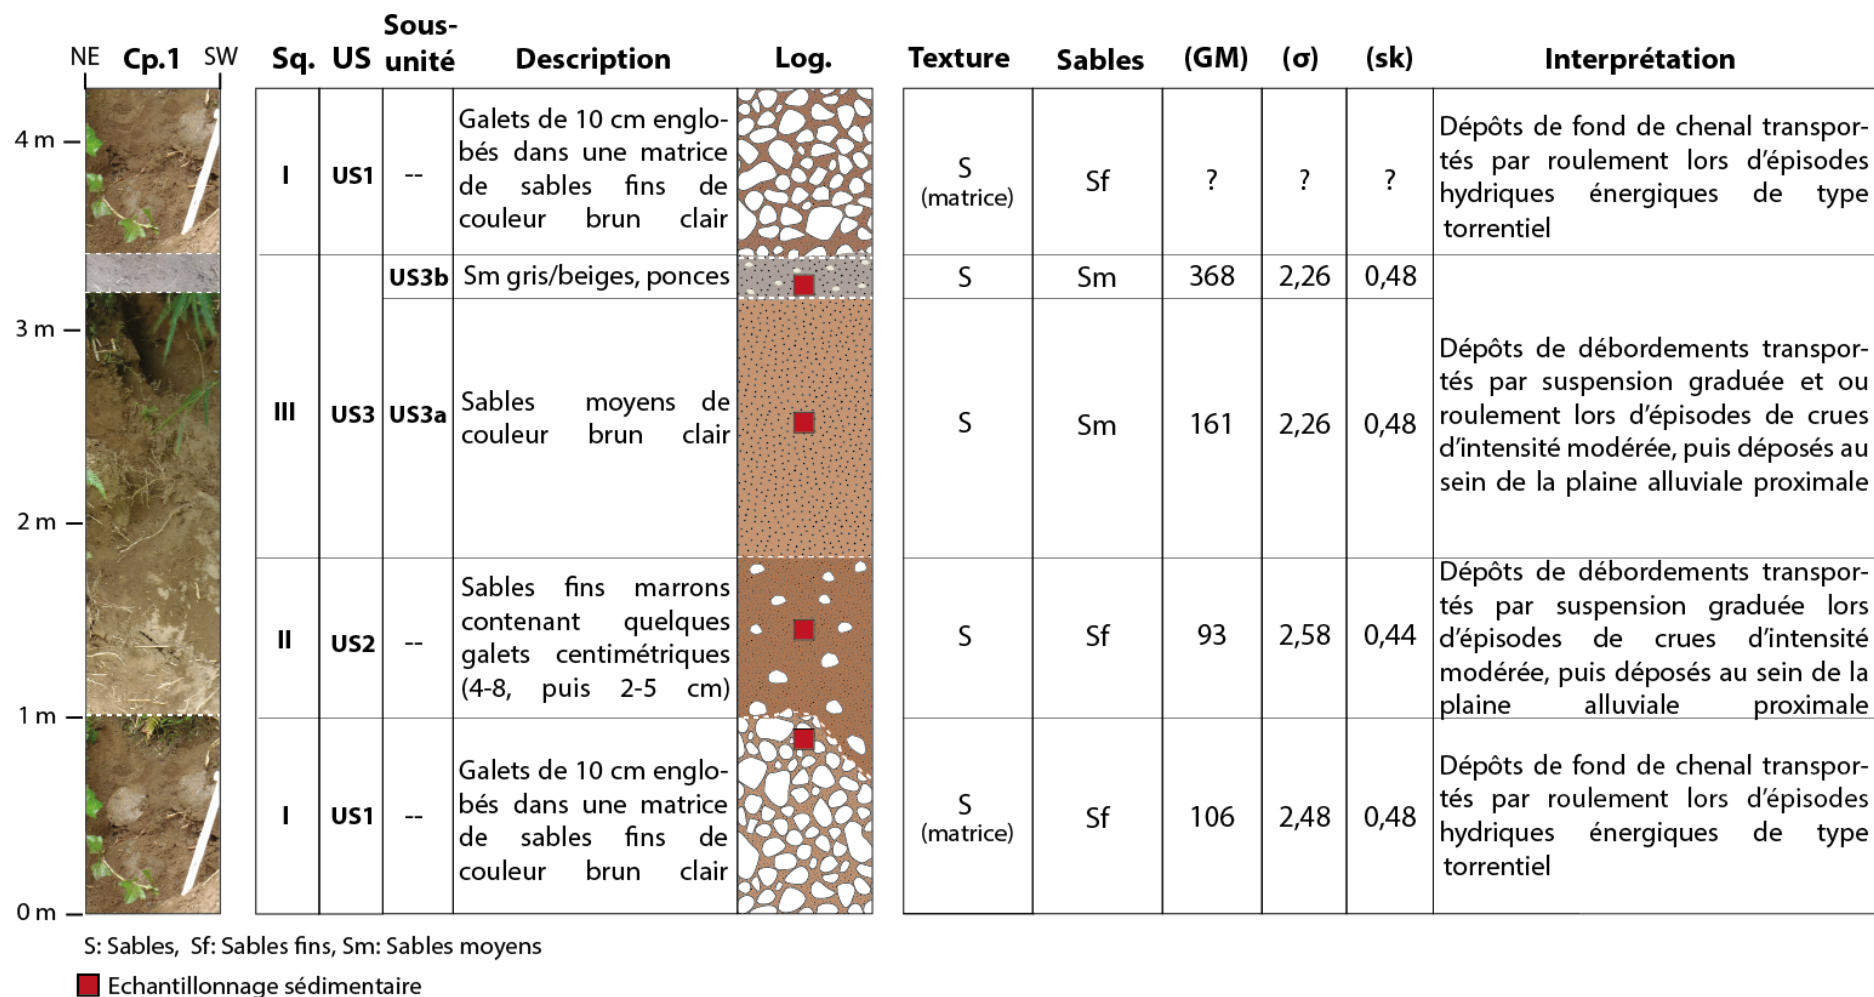 NE Cp.1 SW Sq. US Sous-
unité Description Log. Texture Sables (GM) (σ) (sk) Interprétation
4 m
3 m
2 m
1 m
0 m
I US1 -- Galets de 10 cm englo-
bés dans une matrice
de sables fins de
couleur brun clair
S
(matrice)
Sf ? ? ?
Dépôts de fond de chenal transpor-
tés par roulement lors d'épisodes
hydriques énergiques de type
torrentiel
US3b Sm gris/beiges, ponces S Sm 368 2,26 0,48
III US3 US3a Sables moyens de
couleur brun clair
S Sm 161 2,26 0,48
Dépôts de débordements transpor-
tés par suspension graduée et ou
roulement lors d'épisodes de crues
d'intensité modérée, puis déposés au
sein de la plaine alluviale proximale
II US2 -- Sables fins marrons
contenant quelques
galets centimétriques
(4-8, puis 2-5 cm)
S Sf 93 2,58 0,44
Dépôts de débordements transpor-
tés par suspension graduée lors
d'épisodes de crues d'intensité
modérée, puis déposés au sein de la
plaine alluviale proximale
I US1 -- Galets de 10 cm englo-
bés dans une matrice
de sables fins de
couleur brun clair
S
(matrice)
Sf 106 2,48 0,48
Dépôts de fond de chenal transpor-
tés par roulement lors d'épisodes
hydriques énergiques de type
torrentiel
S: Sables, Sf: Sables fins, Sm: Sables moyens
Echantillonnage sédimentaire